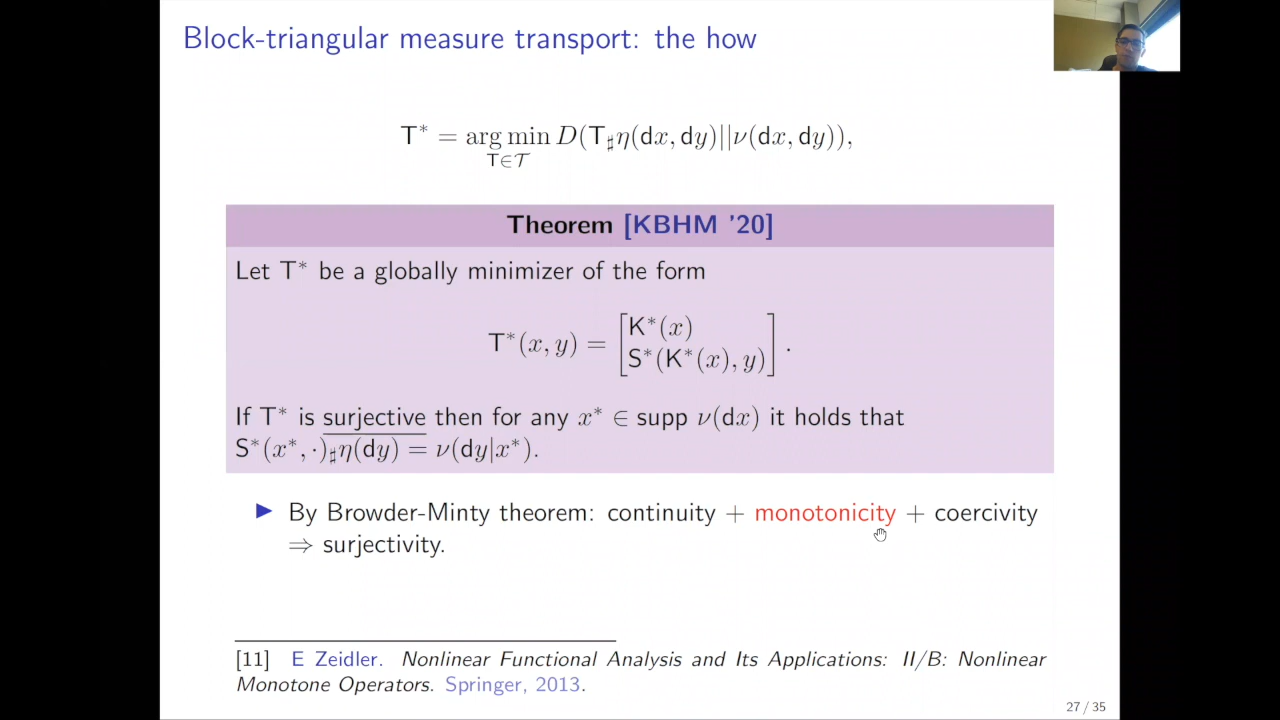 Block-triangular measure transport: the how
T* = arg min D(T♯η(dx, dy)||ν(dx, dy)),
T∈𝒯
Theorem [KBHM '20]
Let T* be a globally minimizer of the form
T*(x, y) = [K*(x)
S*(K*(x), y)].
If T* is surjective then for any x* ∈ supp ν(dx) it holds that
S*(x*, ·)♯η(dy) = ν(dy|x*).
▶ By Browder-Minty theorem: continuity + monotonicity + coercivity
⇒ surjectivity.
[11] E Zeidler. Nonlinear Functional Analysis and Its Applications: II/B: Nonlinear
Monotone Operators. Springer, 2013.
27 / 35